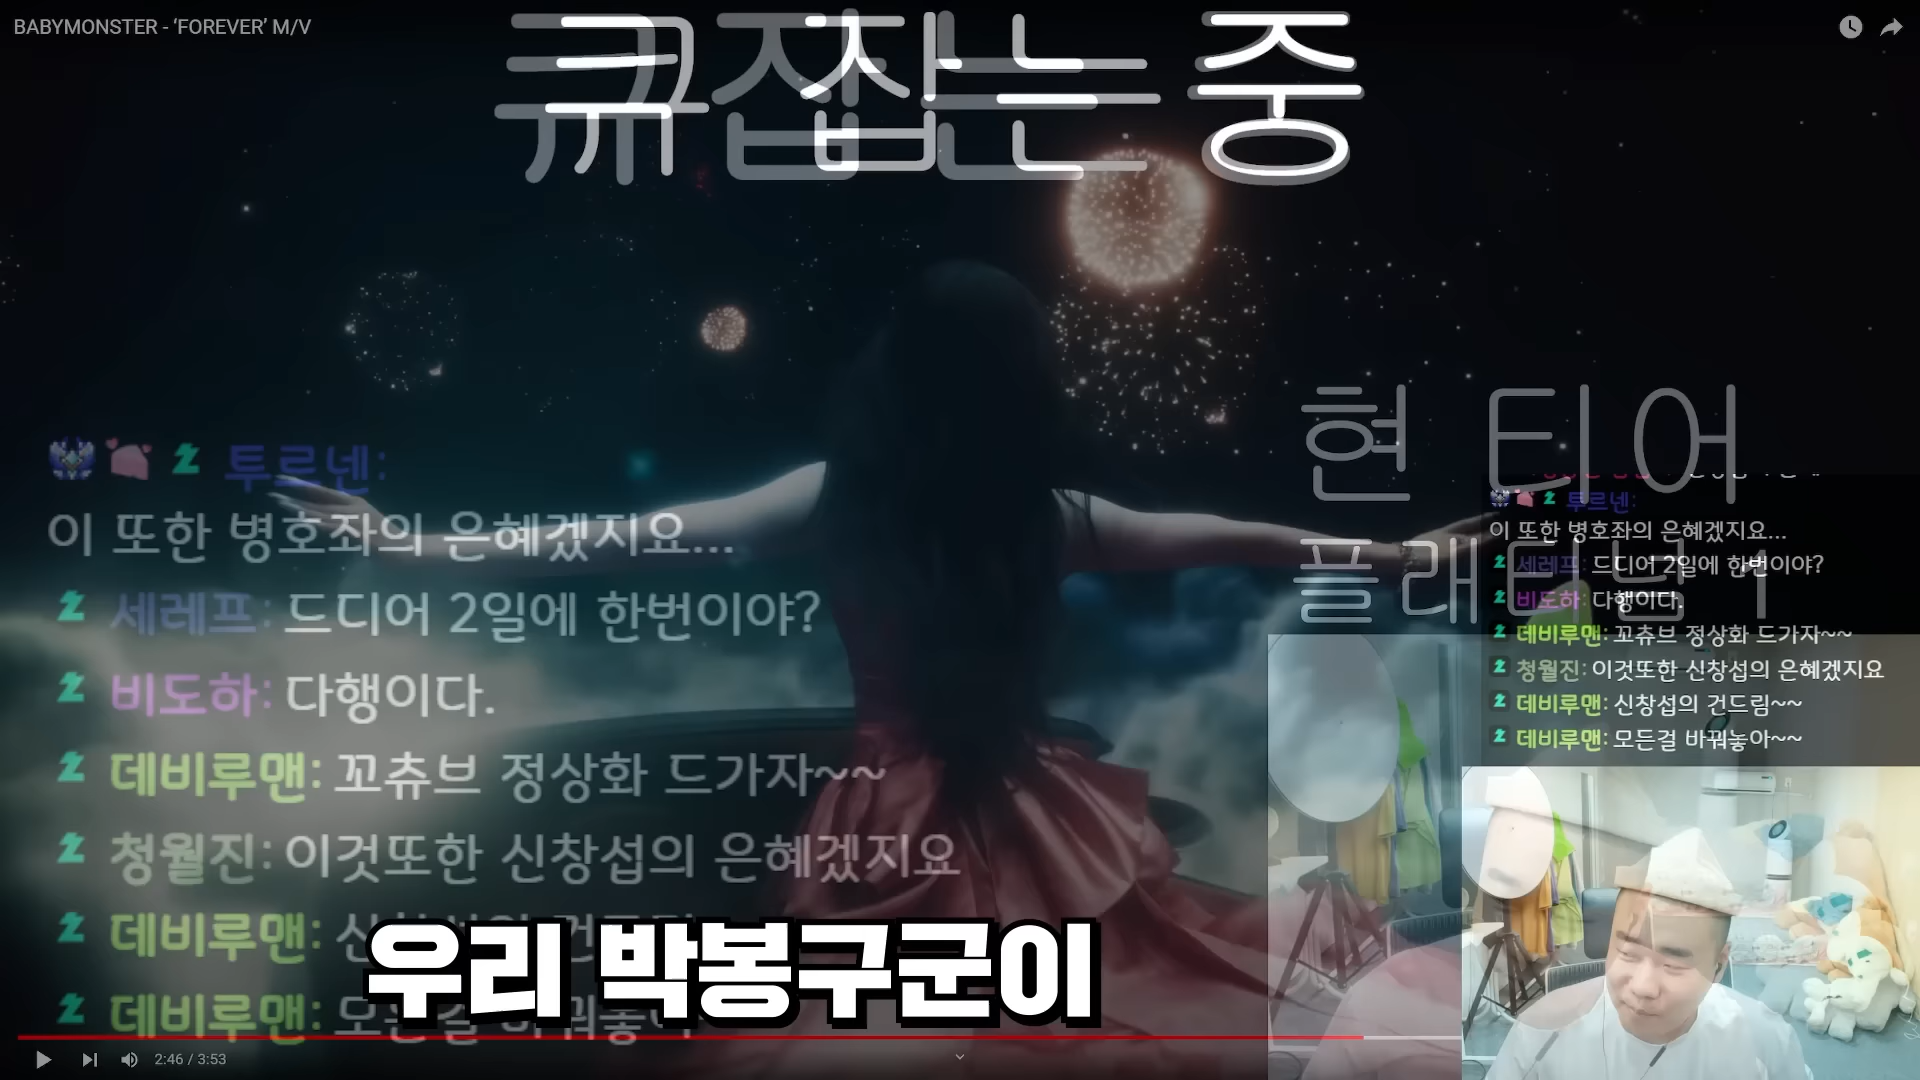 BABYMONSTER - ‘FOREVER’ M/V
큐 잡는 중
투르넨:
이 또한 병호좌의 은혜겠지요...
세레프: 드디어 2일에 한번이야?
비도하: 다행이다.
데비루맨: 꼬츄브 정상화 드가자~~
청월진: 이것또한 신창섭의 은혜겠지요
데비루맨:
데비루맨:
우리 박봉구군이
현 티어
플래티넘 1
투르넨:
이 또한 병호좌의 은혜겠지요...
세레프: 드디어 2일에 한번이야?
비도하: 다행이다.
데비루맨: 꼬츄브 정상화 드가자~~
청월진: 이것또한 신창섭의 은혜겠지요
데비루맨: 신창섭의 건드림~~
데비루맨: 모든걸 바꿔놓아~~
2:46 / 3:53